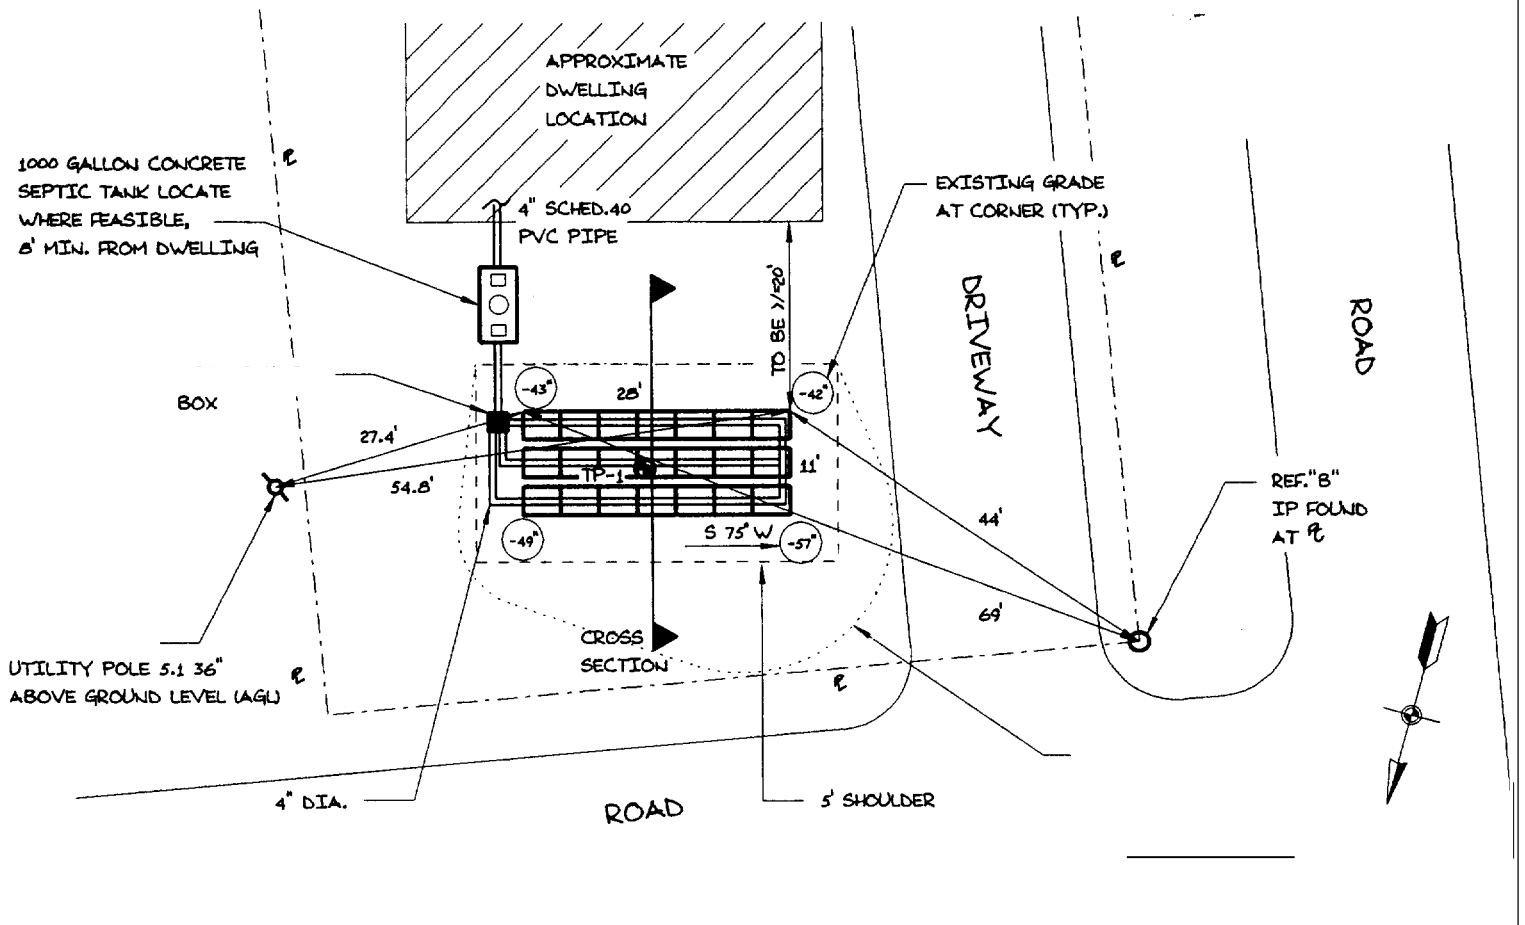 APPROXIMATE
DWELLING
LOCATION
1000 GALLON CONCRETE
SEPTIC TANK LOCATE
WHERE FEASIBLE,
8' MIN. FROM DWELLING
℄
4" SCHED.40
PVC PIPE
EXISTING GRADE
AT CORNER (TYP.)
℄
TO BE >/=20'
DRIVEWAY
ROAD
BOX
-43"
28'
-42"
27.4'
54.8'
TP-1
11'
-49"
S 75° W
-57"
44'
69'
REF."B"
IP FOUND
AT ℄
CROSS
SECTION
UTILITY POLE 5.1 36"
ABOVE GROUND LEVEL (AGL)
℄
℄
4" DIA.
ROAD
5' SHOULDER